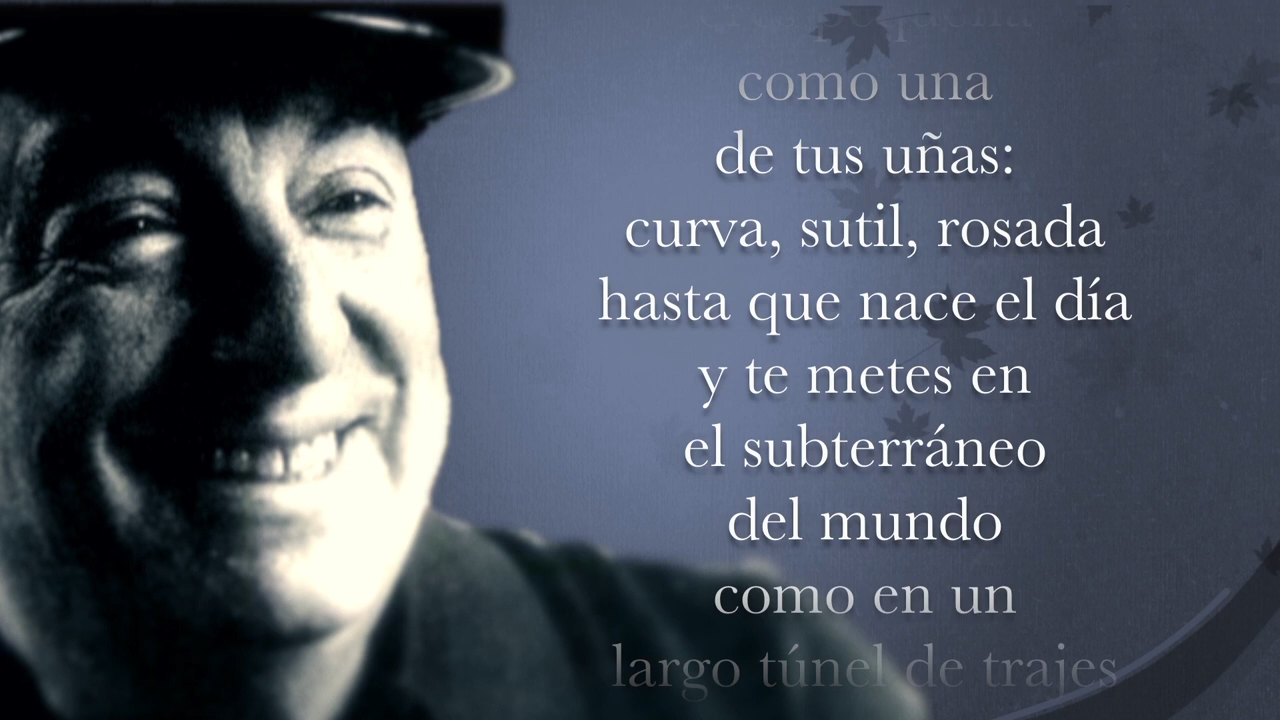 como una
de tus uñas:
curva, sutil, rosada
hasta que nace el día
y te metes en
el subterráneo
del mundo
como en un
largo túnel de trajes